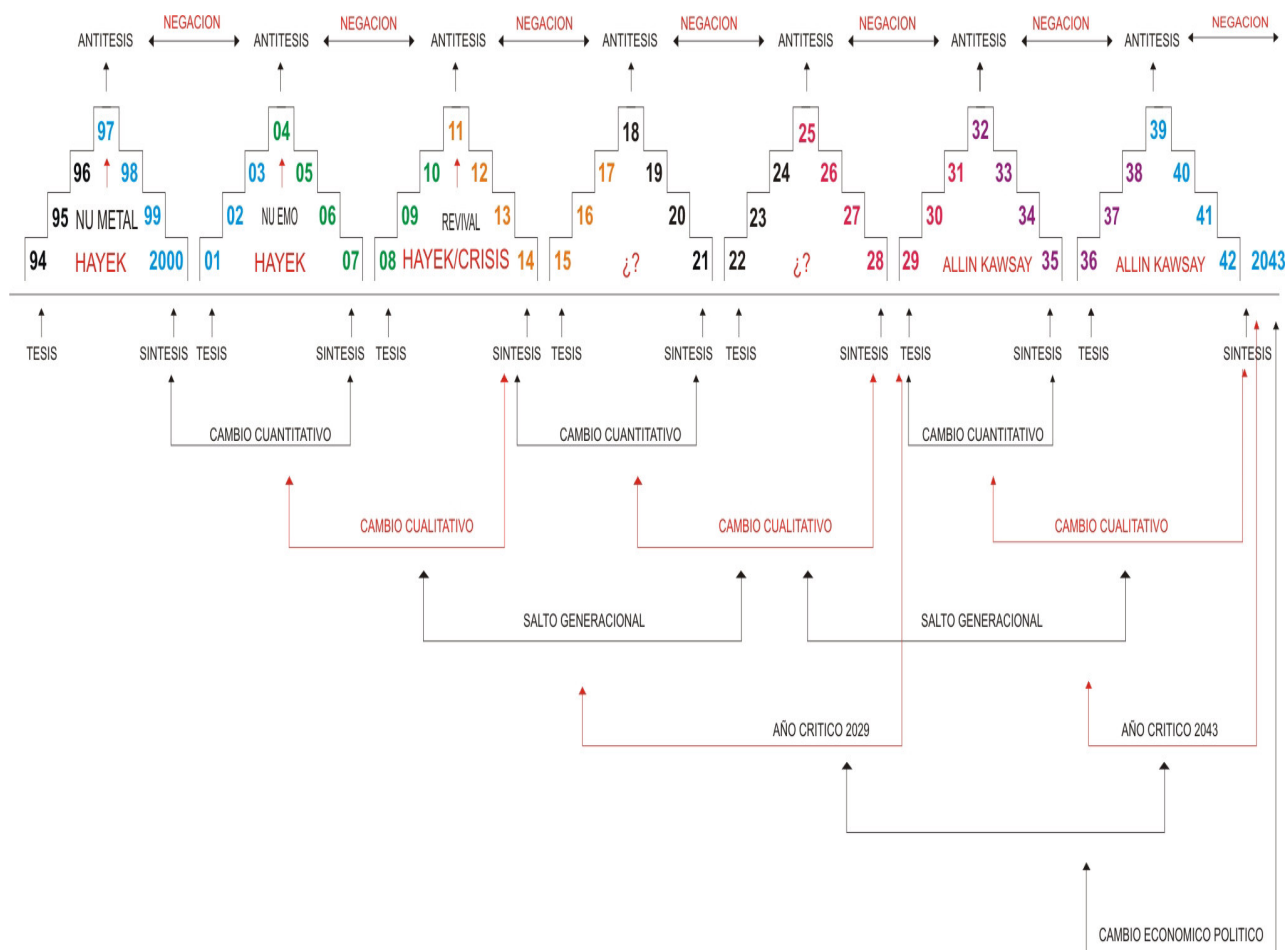 NEGACION NEGACION NEGACION NEGACION NEGACION NEGACION NEGACION
ANTITESIS ANTITESIS ANTITESIS ANTITESIS ANTITESIS ANTITESIS ANTITESIS
97 04 11 18 25 32 39
96 98 03 05 10 12 17 19 24 26 31 33 38 40
95 NU METAL 99 02 NU EMO 06 09 REVIVAL 13 16 20 23 27 30 34 37 41
94 HAYEK 2000 01 HAYEK 07 08 HAYEK/CRISIS 14 15 ¿? 21 22 ¿? 28 29 ALLIN KAWSAY 35 36 ALLIN KAWSAY 42 2043
TESIS SINTESIS TESIS SINTESIS TESIS SINTESIS TESIS SINTESIS TESIS SINTESIS TESIS SINTESIS TESIS SINTESIS
CAMBIO CUANTITATIVO CAMBIO CUANTITATIVO CAMBIO CUANTITATIVO
CAMBIO CUALITATIVO CAMBIO CUALITATIVO CAMBIO CUALITATIVO
SALTO GENERACIONAL SALTO GENERACIONAL
AÑO CRITICO 2029 AÑO CRITICO 2043
CAMBIO ECONOMICO POLITICO